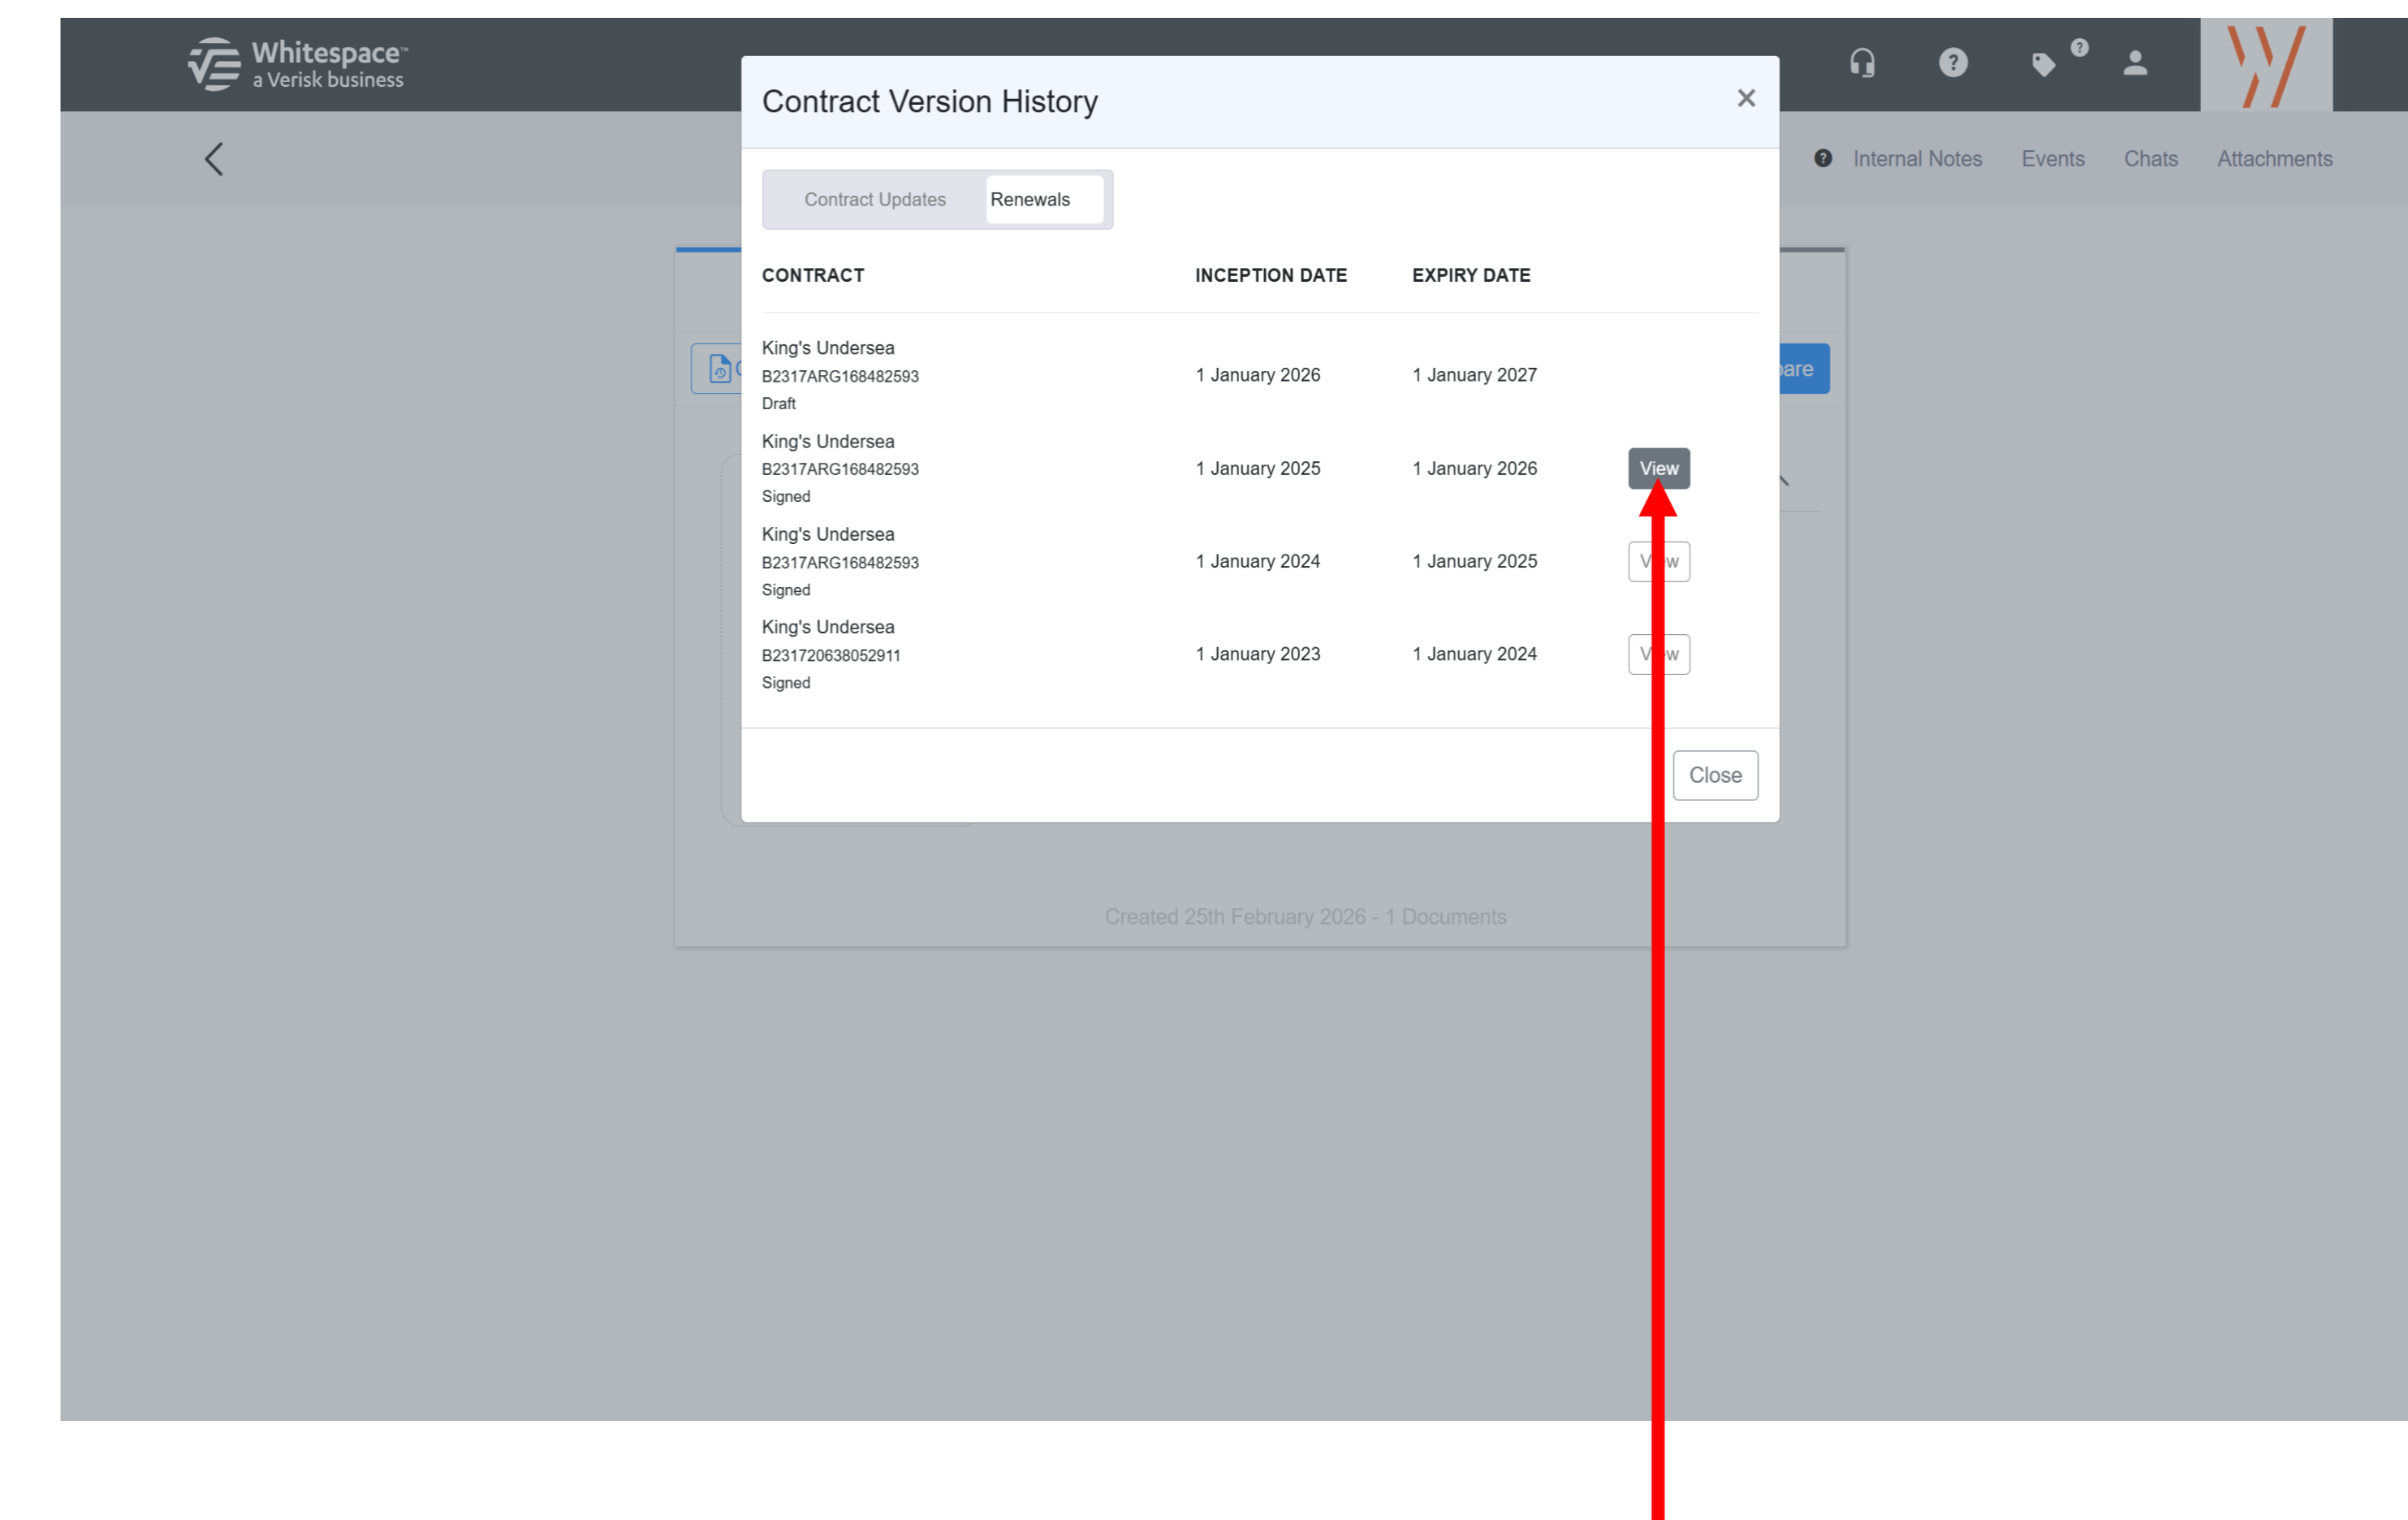 Whitespace™
a Verisk business
Contract Version History
×
? Internal Notes Events Chats Attachments
Contract Updates Renewals
CONTRACT INCEPTION DATE EXPIRY DATE
King's Undersea
B2317ARG168482593 1 January 2026 1 January 2027
Draft
King's Undersea
B2317ARG168482593 1 January 2025 1 January 2026 View
Signed
King's Undersea
B2317ARG168482593 1 January 2024 1 January 2025 View
Signed
King's Undersea
B231720638052911 1 January 2023 1 January 2024 View
Signed
Close
Created 25th February 2026 - 1 Documents